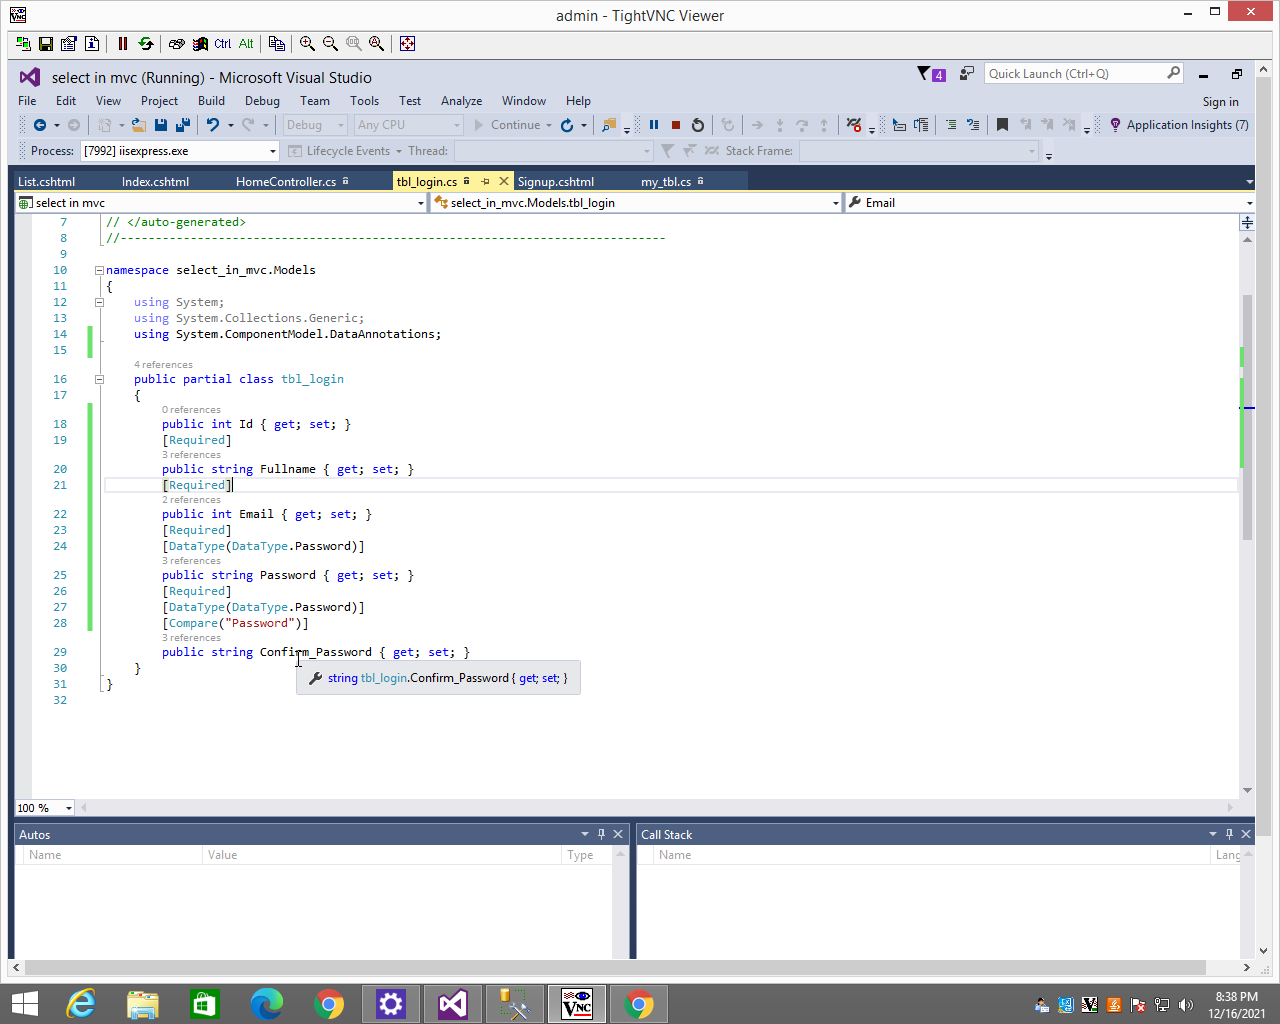 admin - TightVNC Viewer
Ctrl Alt
select in mvc (Running) - Microsoft Visual Studio
4
Quick Launch (Ctrl+Q)
File Edit View Project Build Debug Team Tools Test Analyze Window Help
Sign in
Debug Any CPU Continue Application Insights (7)
Process: [7992] iisexpress.exe Lifecycle Events Thread: Stack Frame:
List.cshtml Index.cshtml HomeController.cs tbl_login.cs Signup.cshtml my_tbl.cs
select in mvc select_in_mvc.Models.tbl_login Email
7 // </auto-generated>
8 //------------------------------------------------------------------------------
9
10 namespace select_in_mvc.Models
11 {
12 using System;
13 using System.Collections.Generic;
14 using System.ComponentModel.DataAnnotations;
15
4 references
16 public partial class tbl_login
17 {
0 references
18 public int Id { get; set; }
19 [Required]
3 references
20 public string Fullname { get; set; }
21 [Required]
2 references
22 public int Email { get; set; }
23 [Required]
24 [DataType(DataType.Password)]
3 references
25 public string Password { get; set; }
26 [Required]
27 [DataType(DataType.Password)]
28 [Compare("Password")]
3 references
29 public string Confirm_Password { get; set; }
30 }
string tbl_login.Confirm_Password { get; set; }
31 }
32
100 %
Autos Call Stack
Name Value Type Name Lang
VNC
8:38 PM
12/16/2021